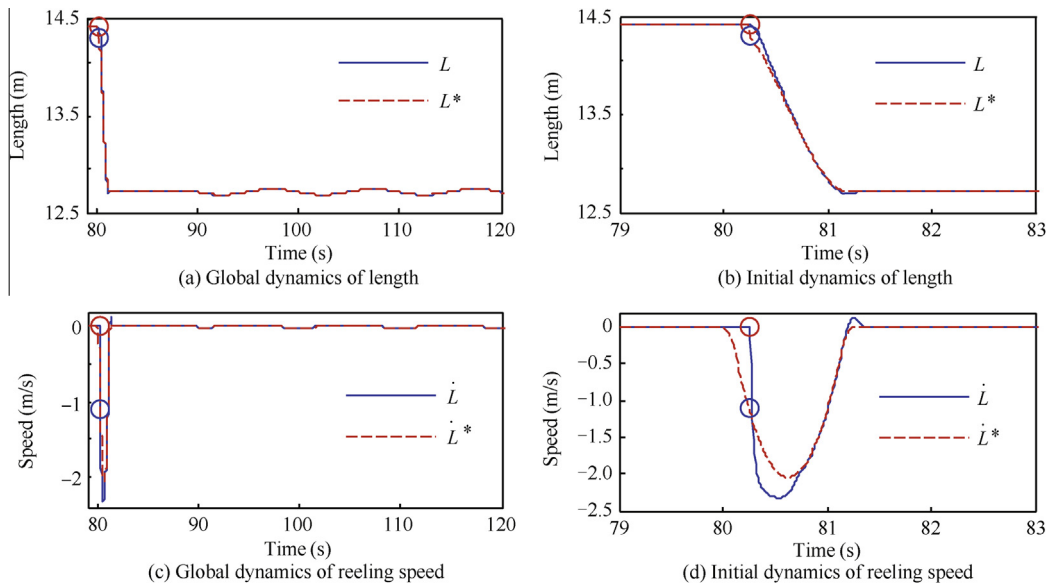 14.5
13.5
12.5
Length (m)
L
L*
80
90
100
110
120
Time (s)
(a) Global dynamics of length
14.5
13.5
12.5
Length (m)
L
L*
79
80
81
82
83
Time (s)
(b) Initial dynamics of length
0
−1
−2
Speed (m/s)
L̇
L̇*
80
90
100
110
120
Time (s)
(c) Global dynamics of reeling speed
0
−0.5
−1.0
−1.5
−2.0
−2.5
Speed (m/s)
L̇
L̇*
79
80
81
82
83
Time (s)
(d) Initial dynamics of reeling speed